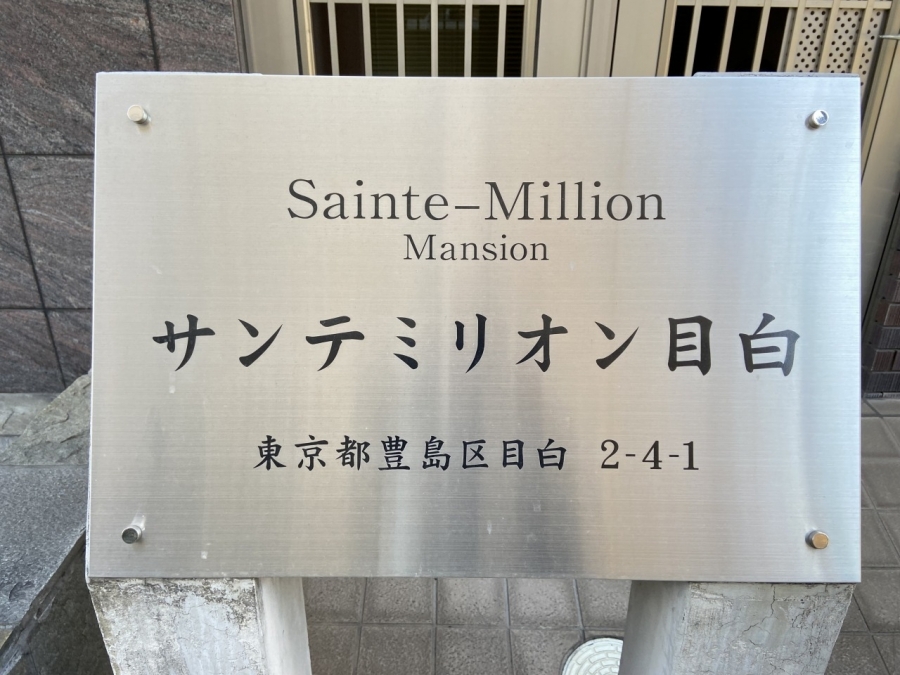 Sainte-Million
Mansion
サンテミリオン目白
東京都豊島区目白 2-4-1